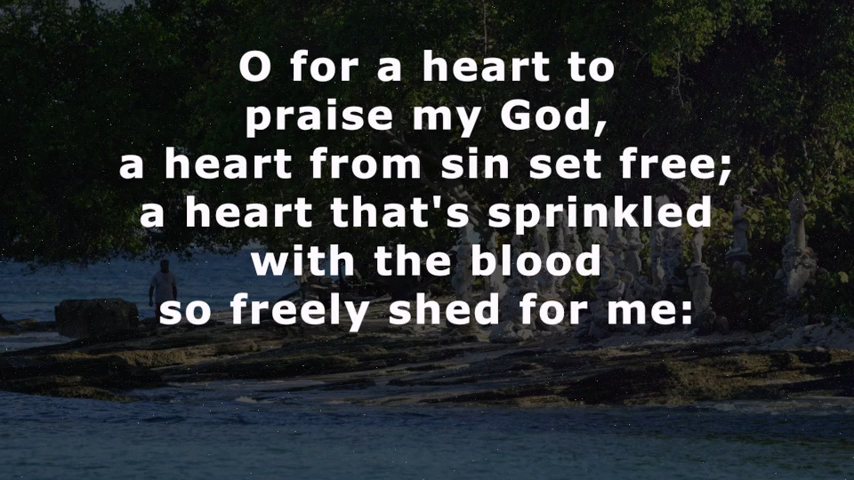 O for a heart to
praise my God,
a heart from sin set free;
a heart that's sprinkled
with the blood
so freely shed for me: